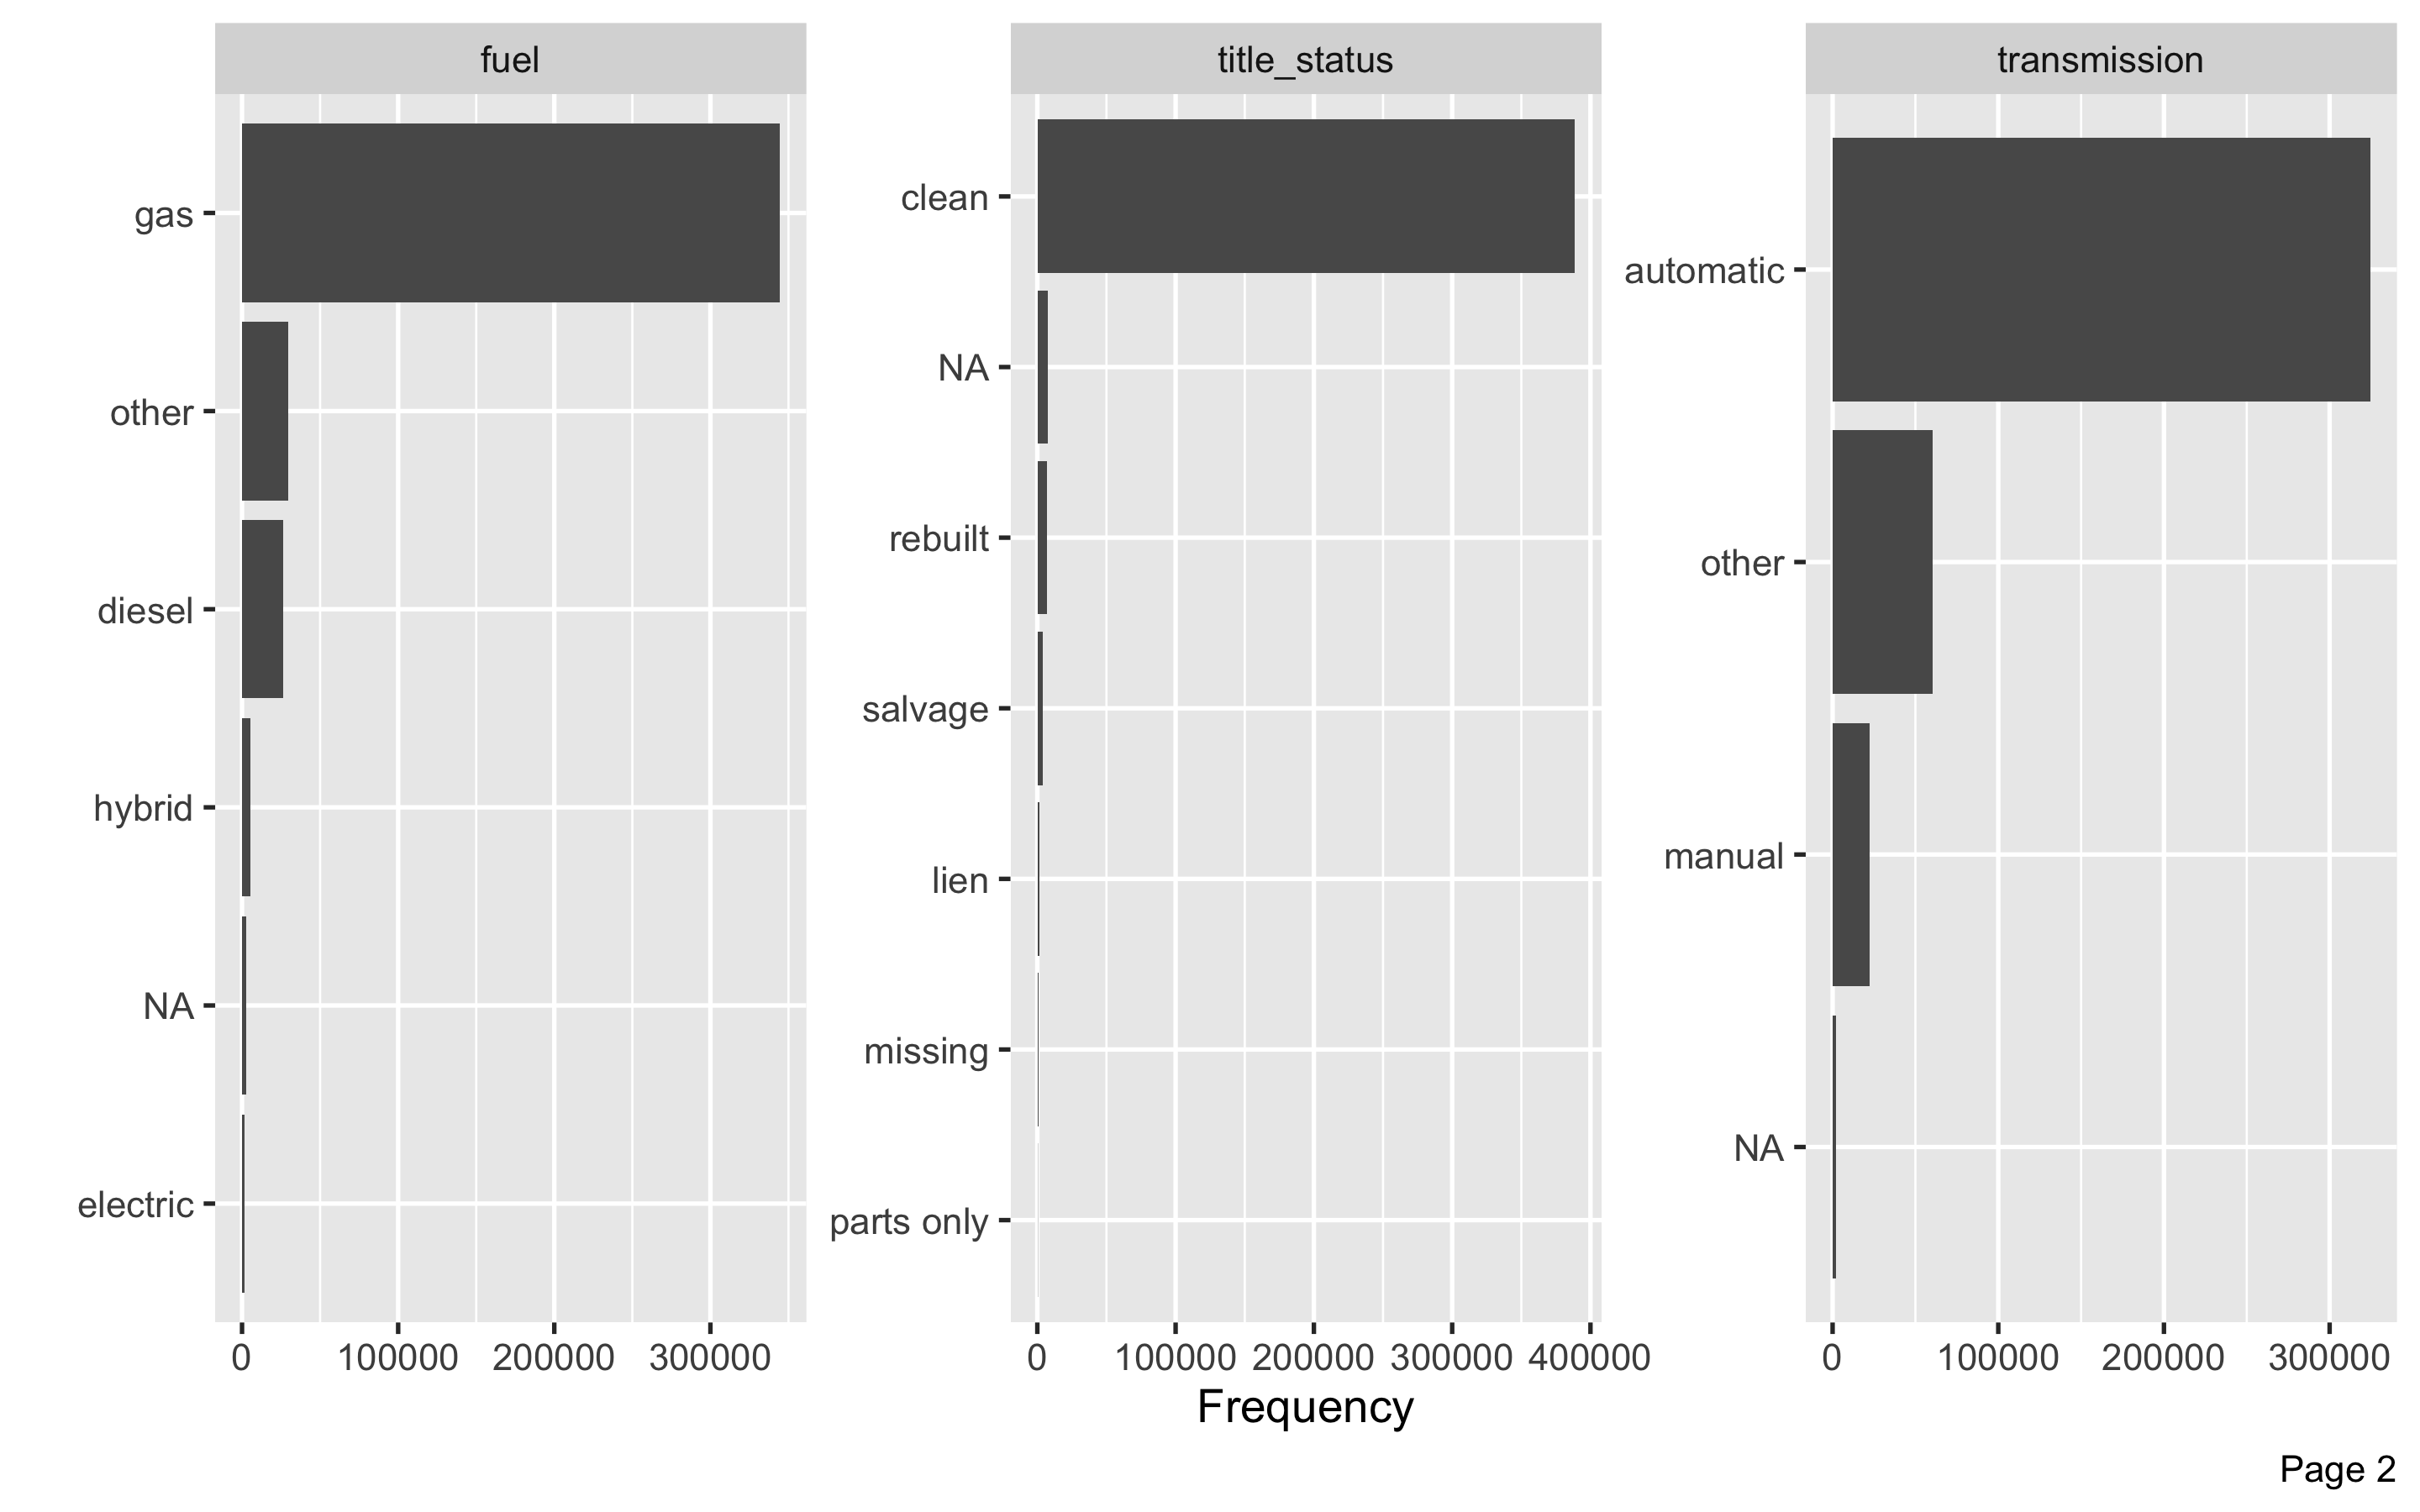 fuel
gas
other
diesel
hybrid
NA
electric
0 100000 200000 300000
title_status
clean
NA
rebuilt
salvage
lien
missing
parts only
0 100000 200000 300000 400000
transmission
automatic
other
manual
NA
0 100000 200000 300000
Frequency
Page 2